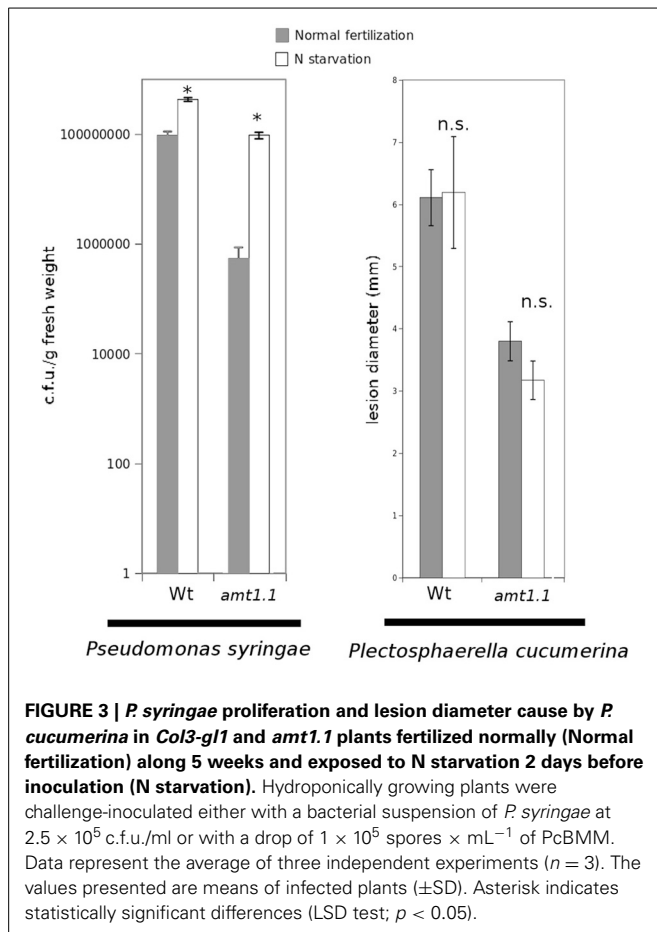 Normal fertilization
N starvation
c.f.u./g fresh weight
100000000
1000000
10000
100
1
*
*
Wt
amt1.1
Pseudomonas syringae
lesion diameter (mm)
8
7
6
5
4
3
2
1
0
n.s.
n.s.
Wt
amt1.1
Plectosphaerella cucumerina
FIGURE 3 | P. syringae proliferation and lesion diameter cause by P.
cucumerina in Col3-gl1 and amt1.1 plants fertilized normally (Normal
fertilization) along 5 weeks and exposed to N starvation 2 days before
inoculation (N starvation). Hydroponically growing plants were
challenge-inoculated either with a bacterial suspension of P. syringae at
2.5 × 10⁵ c.f.u./ml or with a drop of 1 × 10⁵ spores × mL⁻¹ of PcBMM.
Data represent the average of three independent experiments (n = 3). The
values presented are means of infected plants (±SD). Asterisk indicates
statistically significant differences (LSD test; p < 0.05).